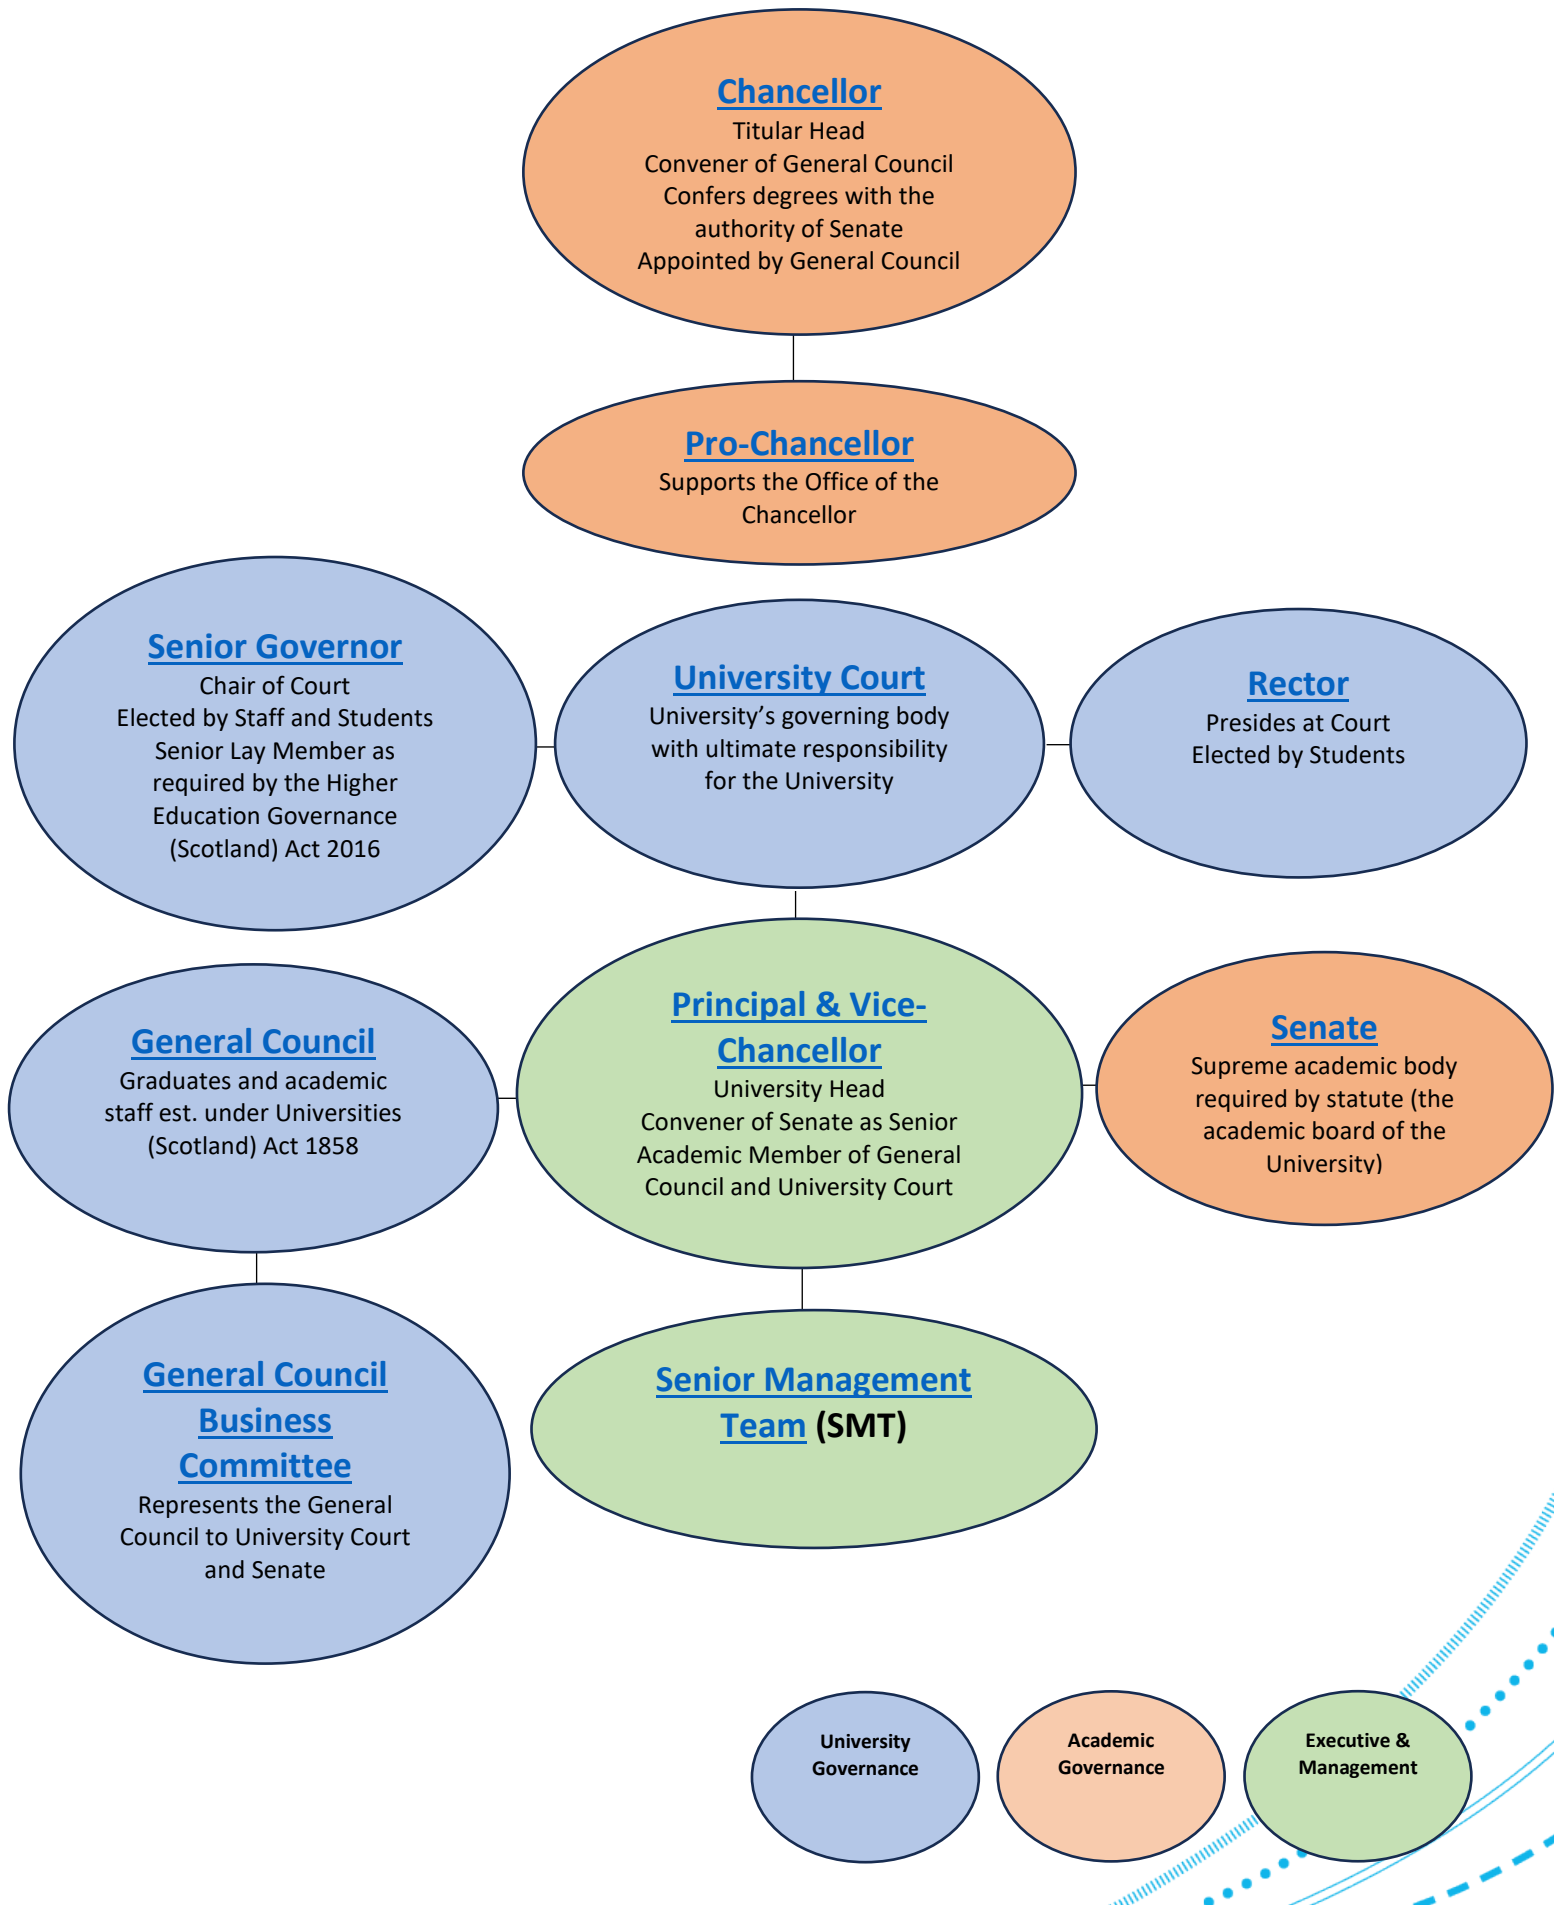 Chancellor
Titular Head
Convener of General Council
Confers degrees with the
authority of Senate
Appointed by General Council
Pro-Chancellor
Supports the Office of the
Chancellor
Senior Governor
Chair of Court
Elected by Staff and Students
Senior Lay Member as
required by the Higher
Education Governance
(Scotland) Act 2016
University Court
University’s governing body
with ultimate responsibility
for the University
Rector
Presides at Court
Elected by Students
General Council
Graduates and academic
staff est. under Universities
(Scotland) Act 1858
Principal & Vice-
Chancellor
University Head
Convener of Senate as Senior
Academic Member of General
Council and University Court
Senate
Supreme academic body
required by statute (the
academic board of the
University)
General Council
Business
Committee
Represents the General
Council to University Court
and Senate
Senior Management
Team (SMT)
University
Governance
Academic
Governance
Executive &
Management